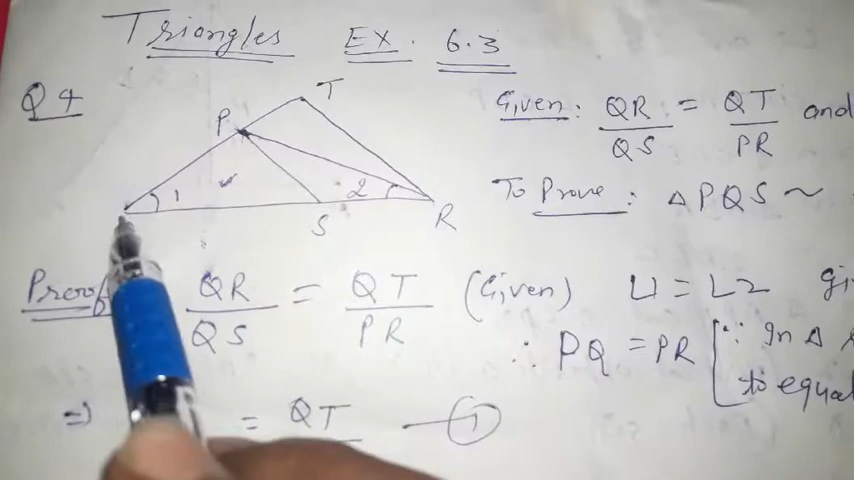 Triangles Ex. 6.3
Q 4
T
P
1
2
S
R
Given: QR/QS = QT/PR and
To Prove: △PQS ~
Proof QR/QS = QT/PR (Given) ∠1 = ∠2
∴ PQ = PR [∵ In △
to equal
⇒ = QT —①